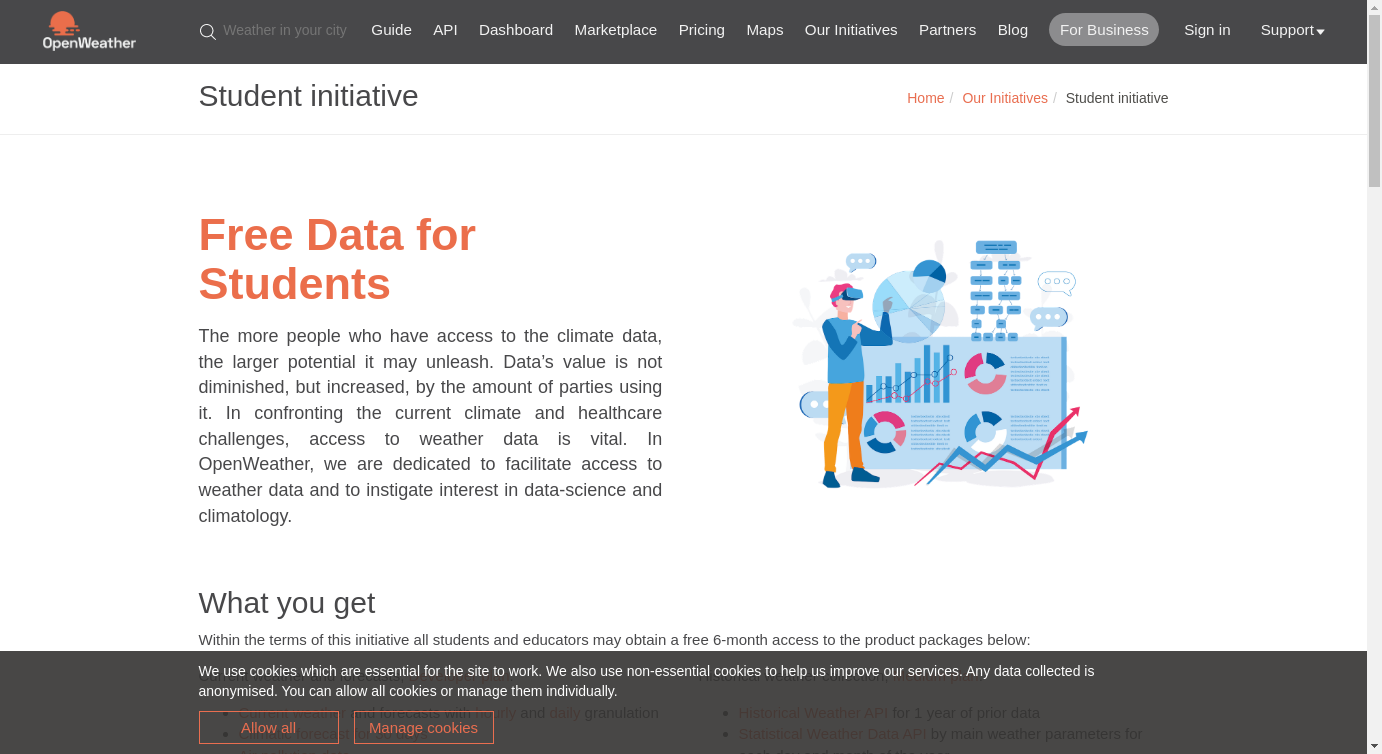 OpenWeather
Weather in your city
Guide
API
Dashboard
Marketplace
Pricing
Maps
Our Initiatives
Partners
Blog
For Business
Sign in
Support
Student initiative
Home / Our Initiatives / Student initiative
Free Data for
Students
The more people who have access to the climate data,
the larger potential it may unleash. Data’s value is not
diminished, but increased, by the amount of parties using
it. In confronting the current climate and healthcare
challenges, access to weather data is vital. In
OpenWeather, we are dedicated to facilitate access to
weather data and to instigate interest in data-science and
climatology.
What you get
Within the terms of this initiative all students and educators may obtain a free 6-month access to the product packages below:
We use cookies which are essential for the site to work. We also use non-essential cookies to help us improve our services. Any data collected is
anonymised. You can allow all cookies or manage them individually.
Allow all
Manage cookies
Current weather and forecasts with hourly and daily granulation
Historical Weather API for 1 year of prior data
Statistical Weather Data API by main weather parameters for